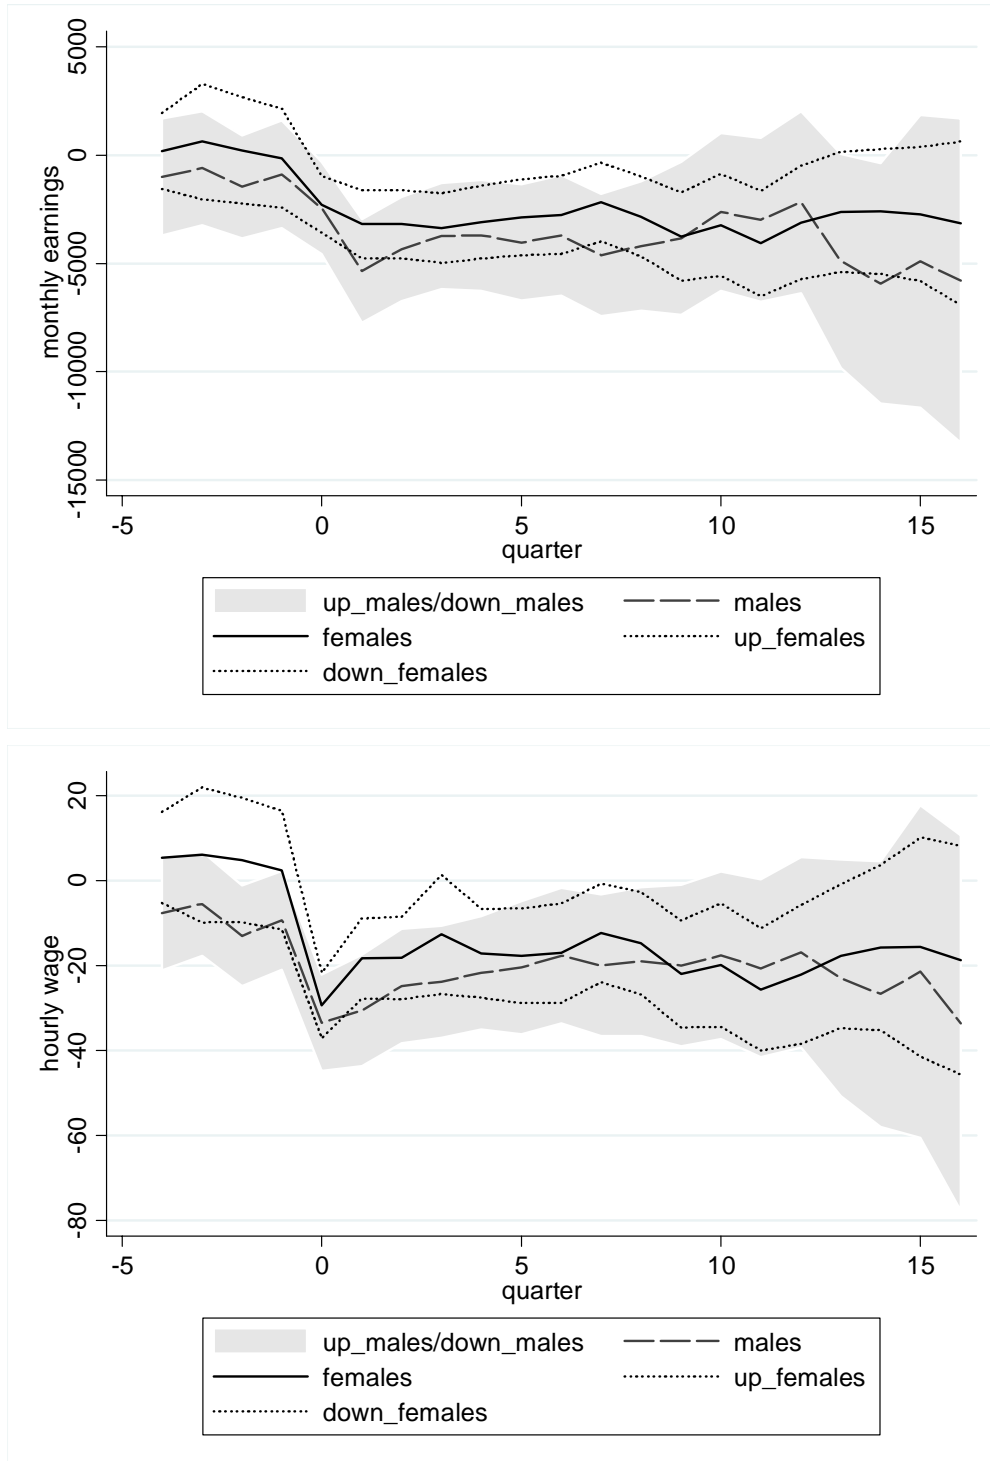 5000
0
-5000
-10000
-15000
monthly earnings
-5 0 5 10 15
quarter
up_males/down_males males
females up_females
down_females
20
0
-20
-40
-60
-80
hourly wage
-5 0 5 10 15
quarter
up_males/down_males males
females up_females
down_females